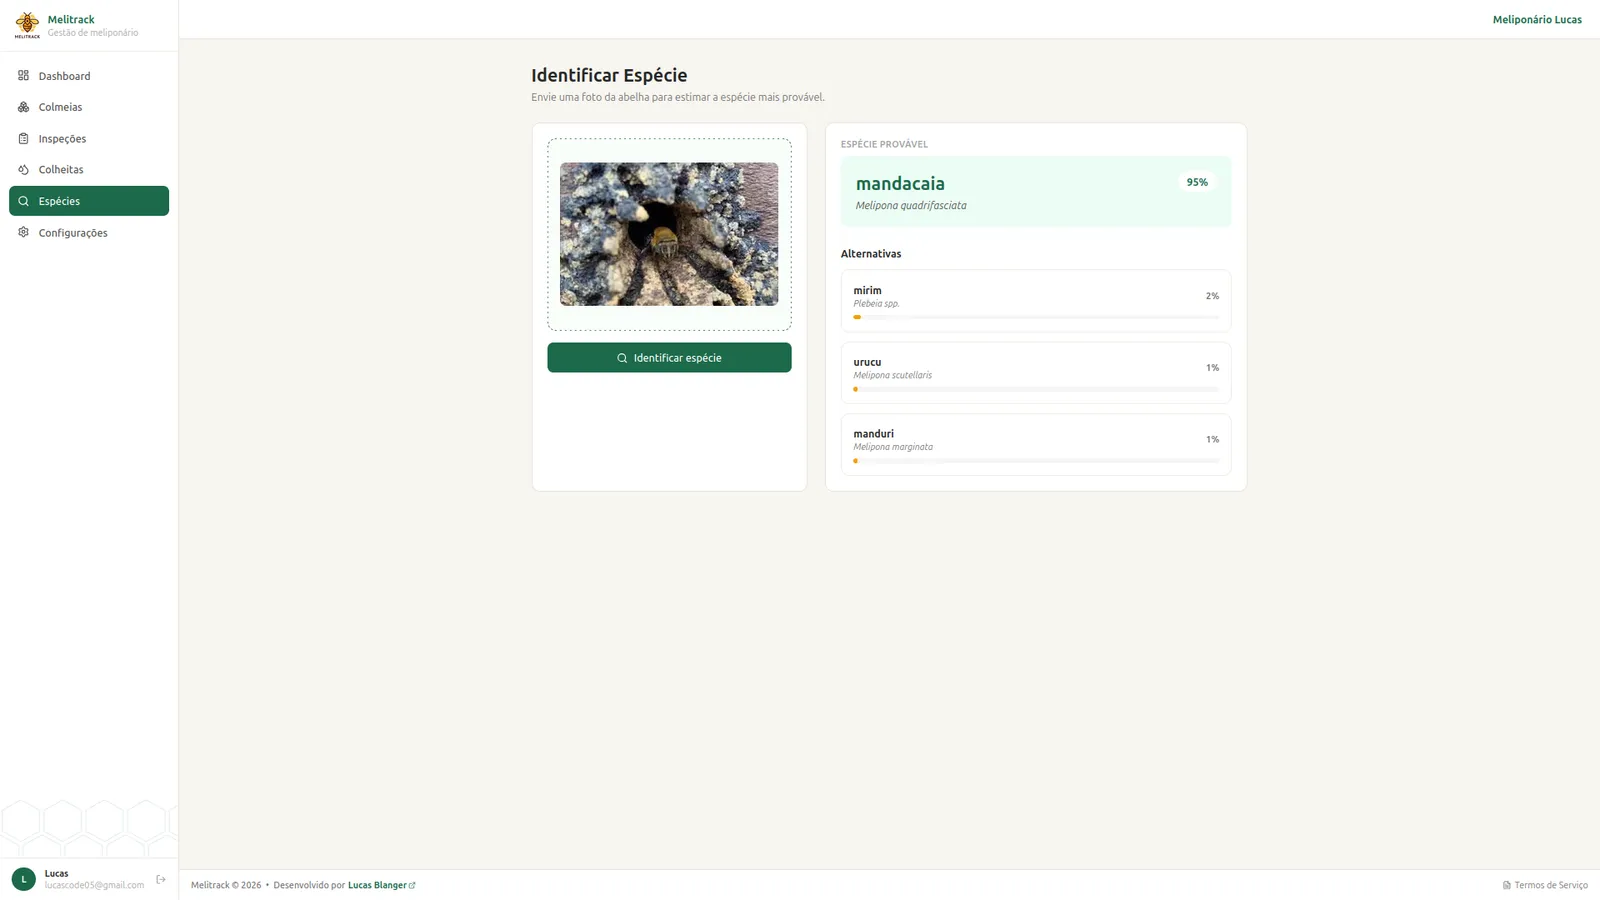 Melitrack
Gestão de meliponário
MELITRACK
Meliponário Lucas
Dashboard
Colmeias
Inspeções
Colheitas
Espécies
Configurações
Identificar Espécie
Envie uma foto da abelha para estimar a espécie mais provável.
Identificar espécie
ESPÉCIE PROVÁVEL
mandacaia
95%
Melipona quadrifasciata
Alternativas
mirim
Plebeia spp.
2%
urucu
Melipona scutellaris
1%
manduri
Melipona marginata
1%
L
Lucas
lucascode05@gmail.com
Melitrack © 2026 • Desenvolvido por Lucas Blanger
Termos de Serviço